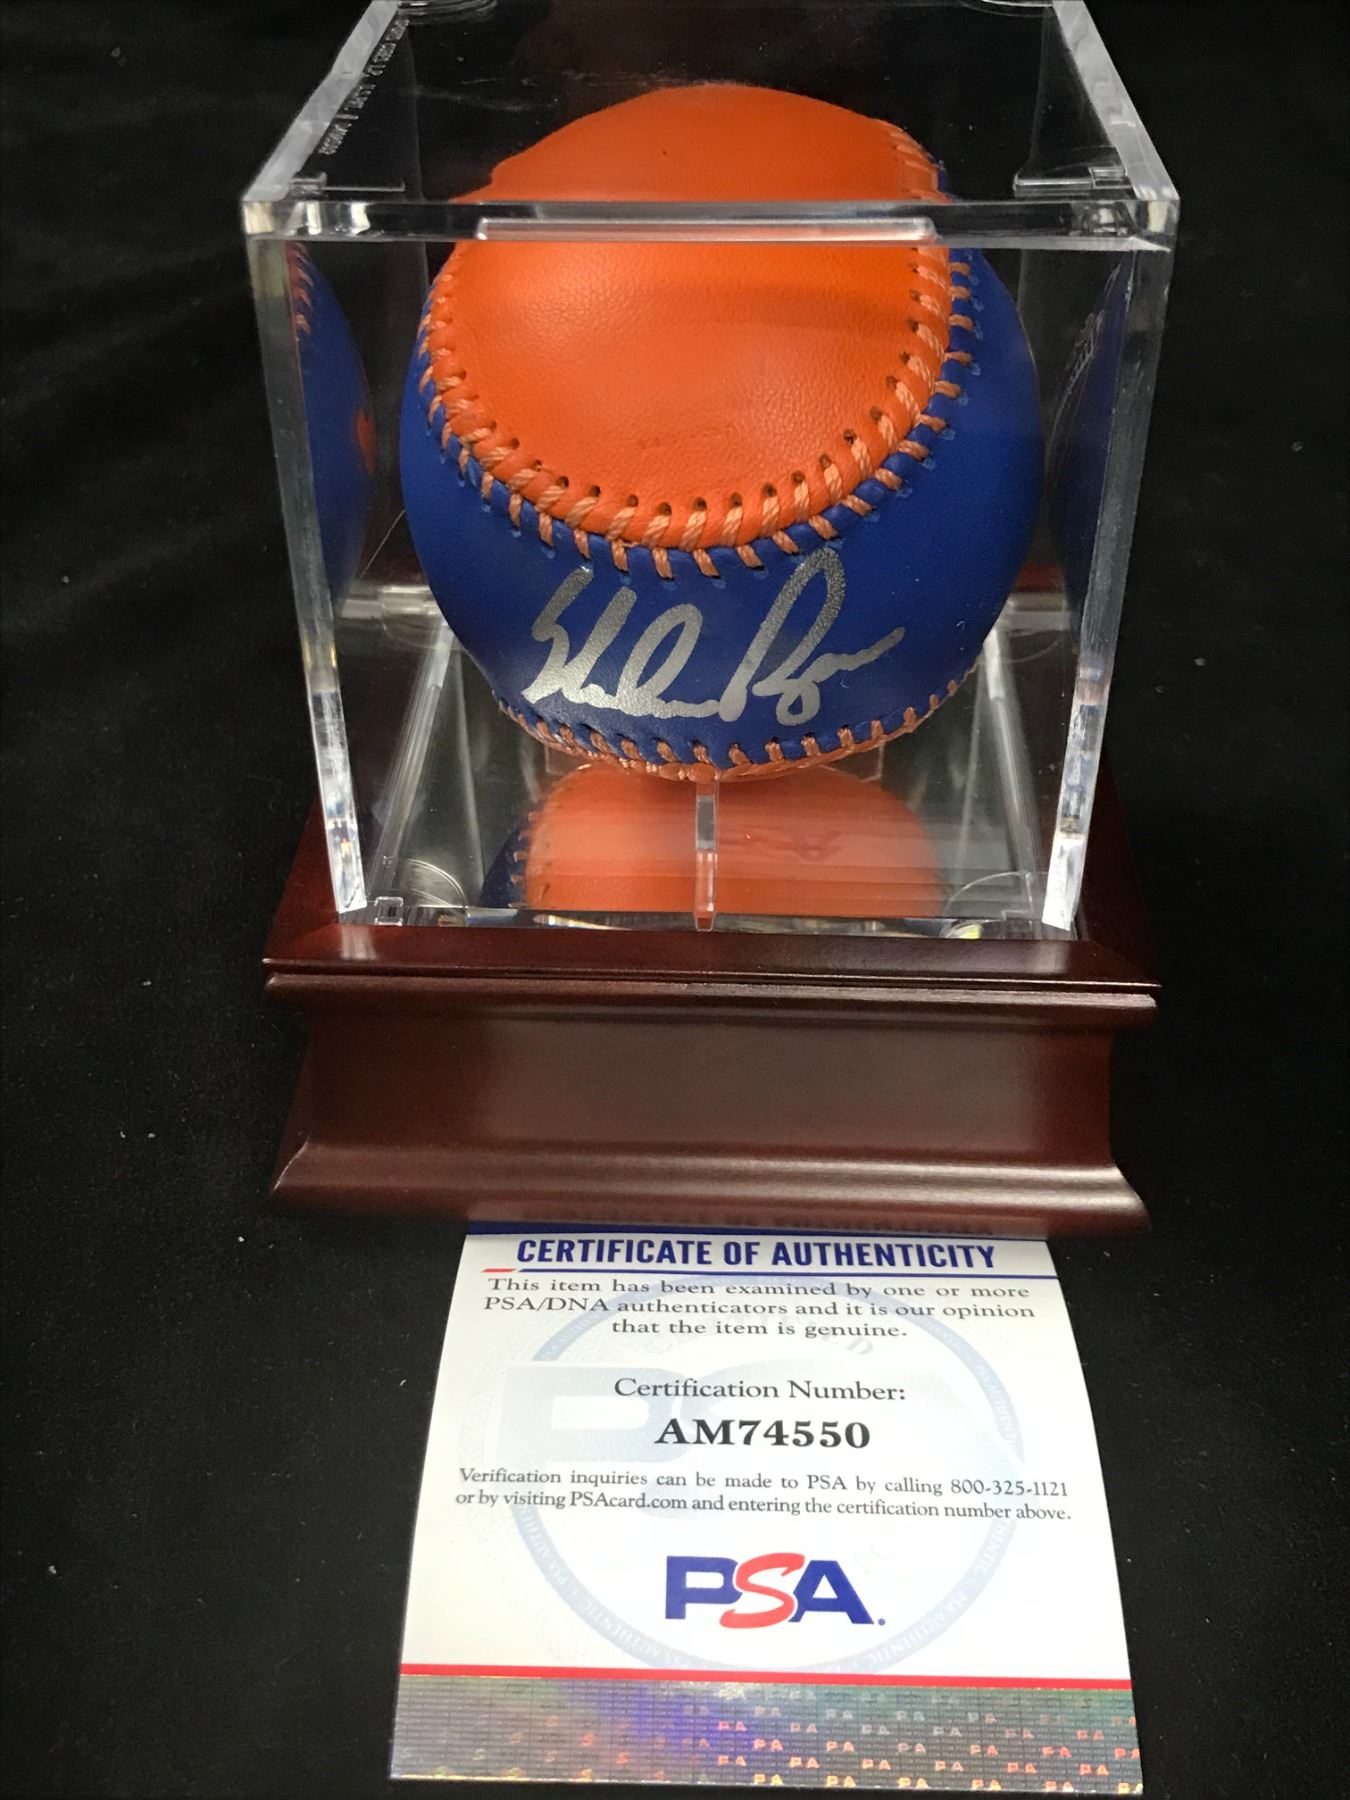 CERTIFICATE OF AUTHENTICITY
This item has been examined by one or more
PSA/DNA authenticators and it is our opinion
that the item is genuine.
Certification Number:
AM74550
Verification inquiries can be made to PSA by calling 800-325-1121
or by visiting PSAcard.com and entering the certification number above.
PSA.